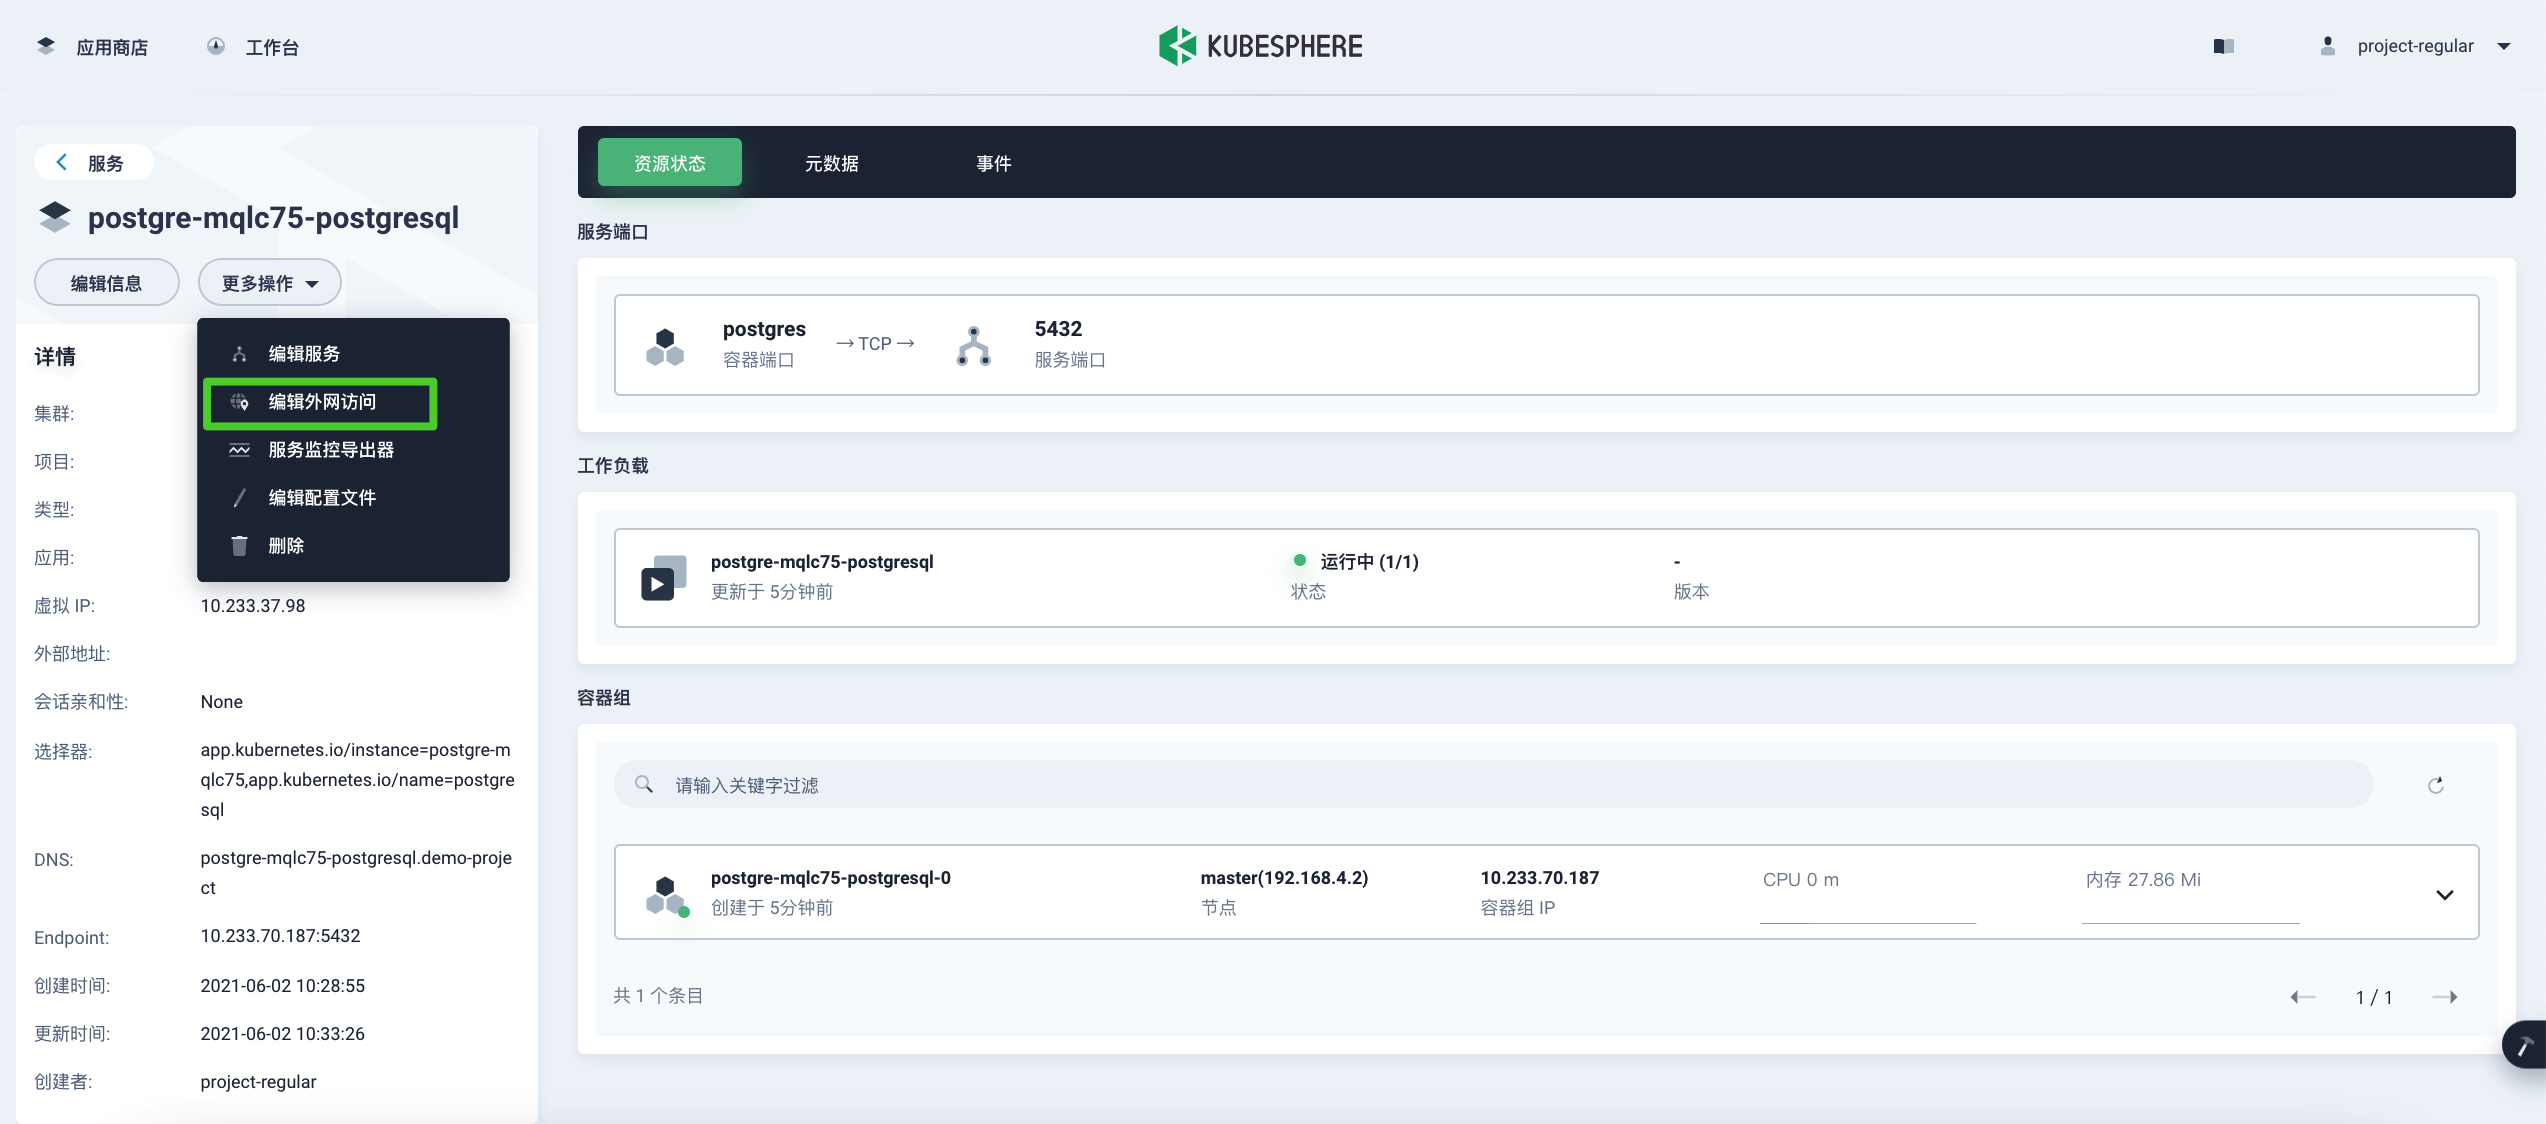 应用商店
工作台
KUBESPHERE
project-regular
服务
postgre-mqlc75-postgresql
编辑信息
更多操作
编辑服务
编辑外网访问
服务监控导出器
编辑配置文件
删除
详情
集群:
项目:
类型:
应用:
虚拟 IP:
10.233.37.98
外部地址:
会话亲和性:
None
选择器:
app.kubernetes.io/instance=postgre-m
qlc75,app.kubernetes.io/name=postgre
sql
DNS:
postgre-mqlc75-postgresql.demo-proje
ct
Endpoint:
10.233.70.187:5432
创建时间:
2021-06-02 10:28:55
更新时间:
2021-06-02 10:33:26
创建者:
project-regular
资源状态
元数据
事件
服务端口
postgres
容器端口
TCP
5432
服务端口
工作负载
postgre-mqlc75-postgresql
更新于 5分钟前
运行中 (1/1)
状态
-
版本
容器组
请输入关键字过滤
postgre-mqlc75-postgresql-0
创建于 5分钟前
master(192.168.4.2)
节点
10.233.70.187
容器组 IP
CPU 0 m
内存 27.86 Mi
共 1 个条目
1 / 1